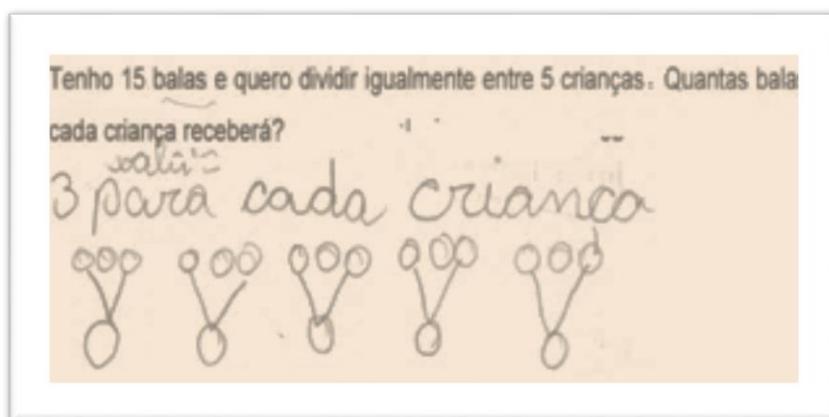 Tenho 15 balas e quero dividir igualmente entre 5 crianças. Quantas bala
cada criança receberá?
3 para cada criança